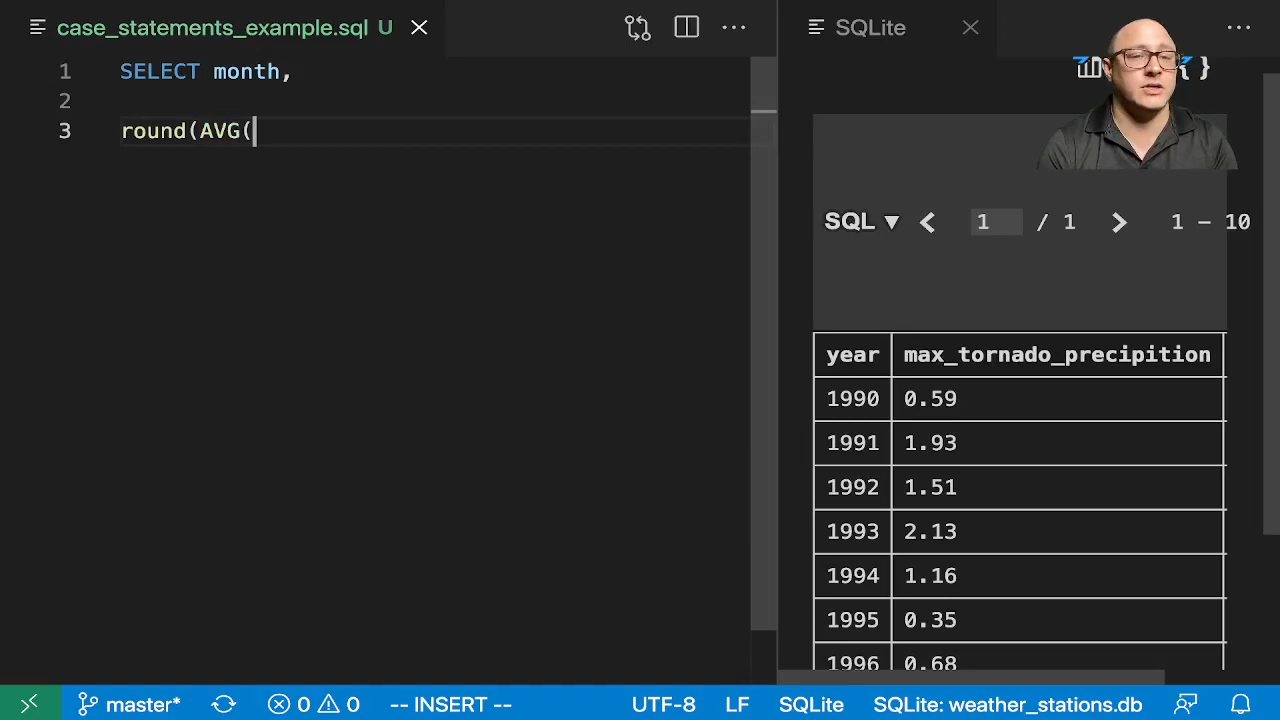 case_statements_example.sql U
SQLite
1 SELECT month,
2
3 round(AVG(
{ }
SQL ▼ < 1 / 1 > 1 – 10
year max_tornado_precipition
1990 0.59
1991 1.93
1992 1.51
1993 2.13
1994 1.16
1995 0.35
1996 0.68
master* 0 0 -- INSERT -- UTF-8 LF SQLite SQLite: weather_stations.db